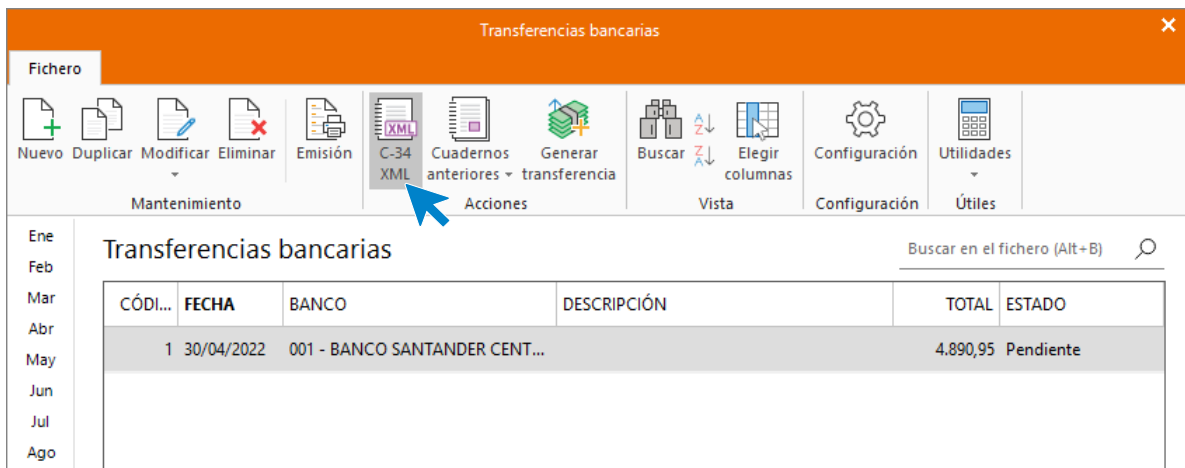 Transferencias bancarias
Fichero
Nuevo Duplicar Modificar Eliminar Emisión C-34 Cuadernos Generar Buscar Elegir Configuración Utilidades
XML anteriores transferencia columnas
Mantenimiento Acciones Vista Configuración Útiles
Ene
Transferencias bancarias Buscar en el fichero (Alt+B)
Feb
Mar CÓDI... FECHA BANCO DESCRIPCIÓN TOTAL ESTADO
Abr
1 30/04/2022 001 - BANCO SANTANDER CENT... 4.890,95 Pendiente
May
Jun
Jul
Ago